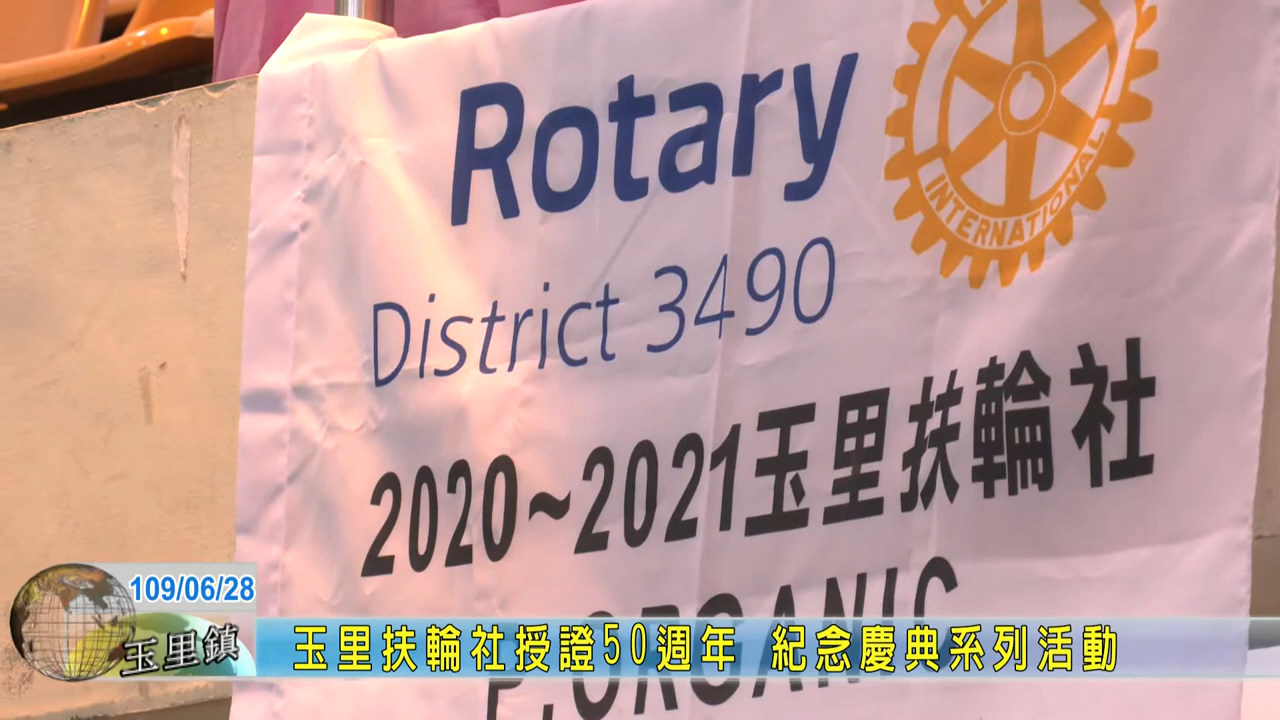 Rotary
INTERNATIONAL
District 3490
2020~2021玉里扶輪社
P.ORGANIC
109/06/28
玉里鎮
玉里扶輪社授證50週年 紀念慶典系列活動